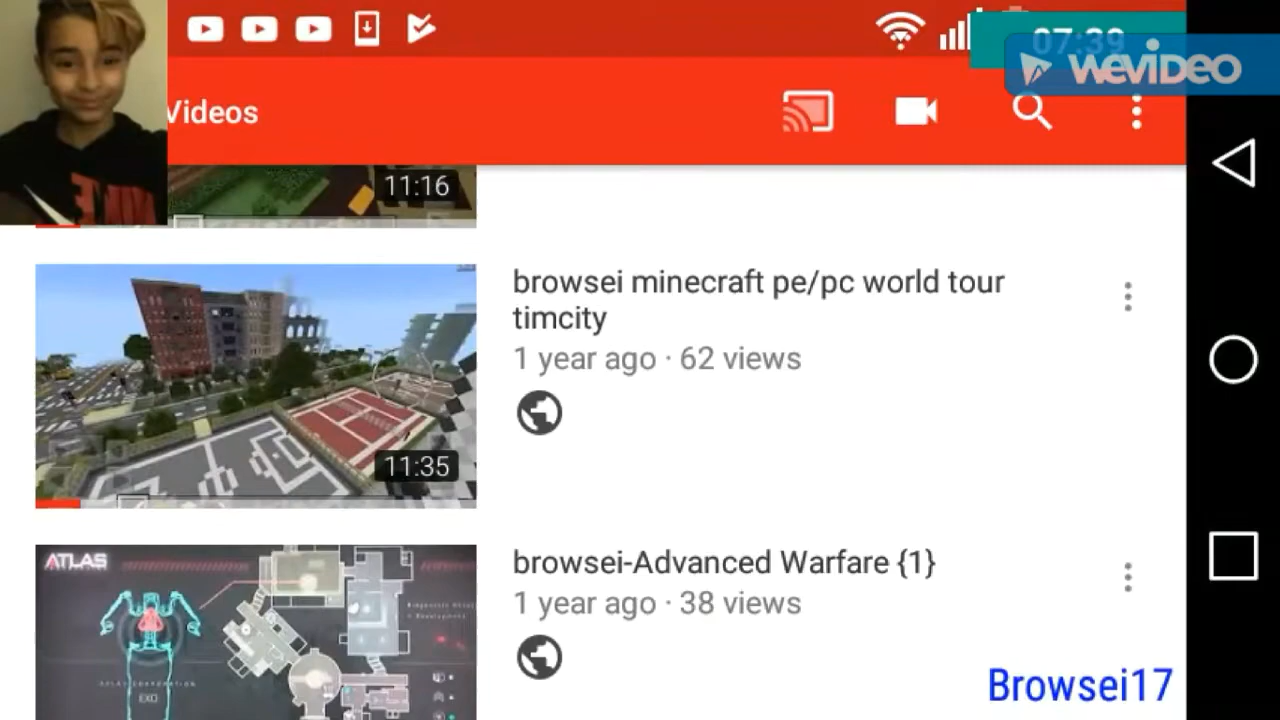 07:39
WEVIDEO
Videos
11:16
browsei minecraft pe/pc world tour
timcity
1 year ago · 62 views
11:35
ATLAS
browsei-Advanced Warfare {1}
1 year ago · 38 views
EXO
Browsei17